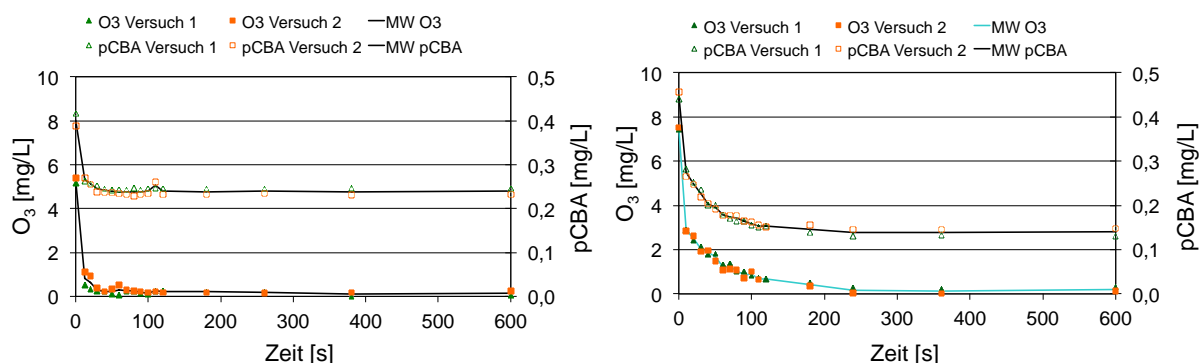 O3 Versuch 1 O3 Versuch 2 MW O3
pCBA Versuch 1 pCBA Versuch 2 MW pCBA
10 0,5
8 0,4
6 0,3
4 0,2
2 0,1
0 0,0
0 100 200 300 400 500 600
O3 [mg/L]
pCBA [mg/L]
Zeit [s]
O3 Versuch 1 O3 Versuch 2 MW O3
pCBA Versuch 1 pCBA Versuch 2 MW pCBA
10 0,5
8 0,4
6 0,3
4 0,2
2 0,1
0 0,0
0 100 200 300 400 500 600
O3 [mg/L]
pCBA [mg/L]
Zeit [s]